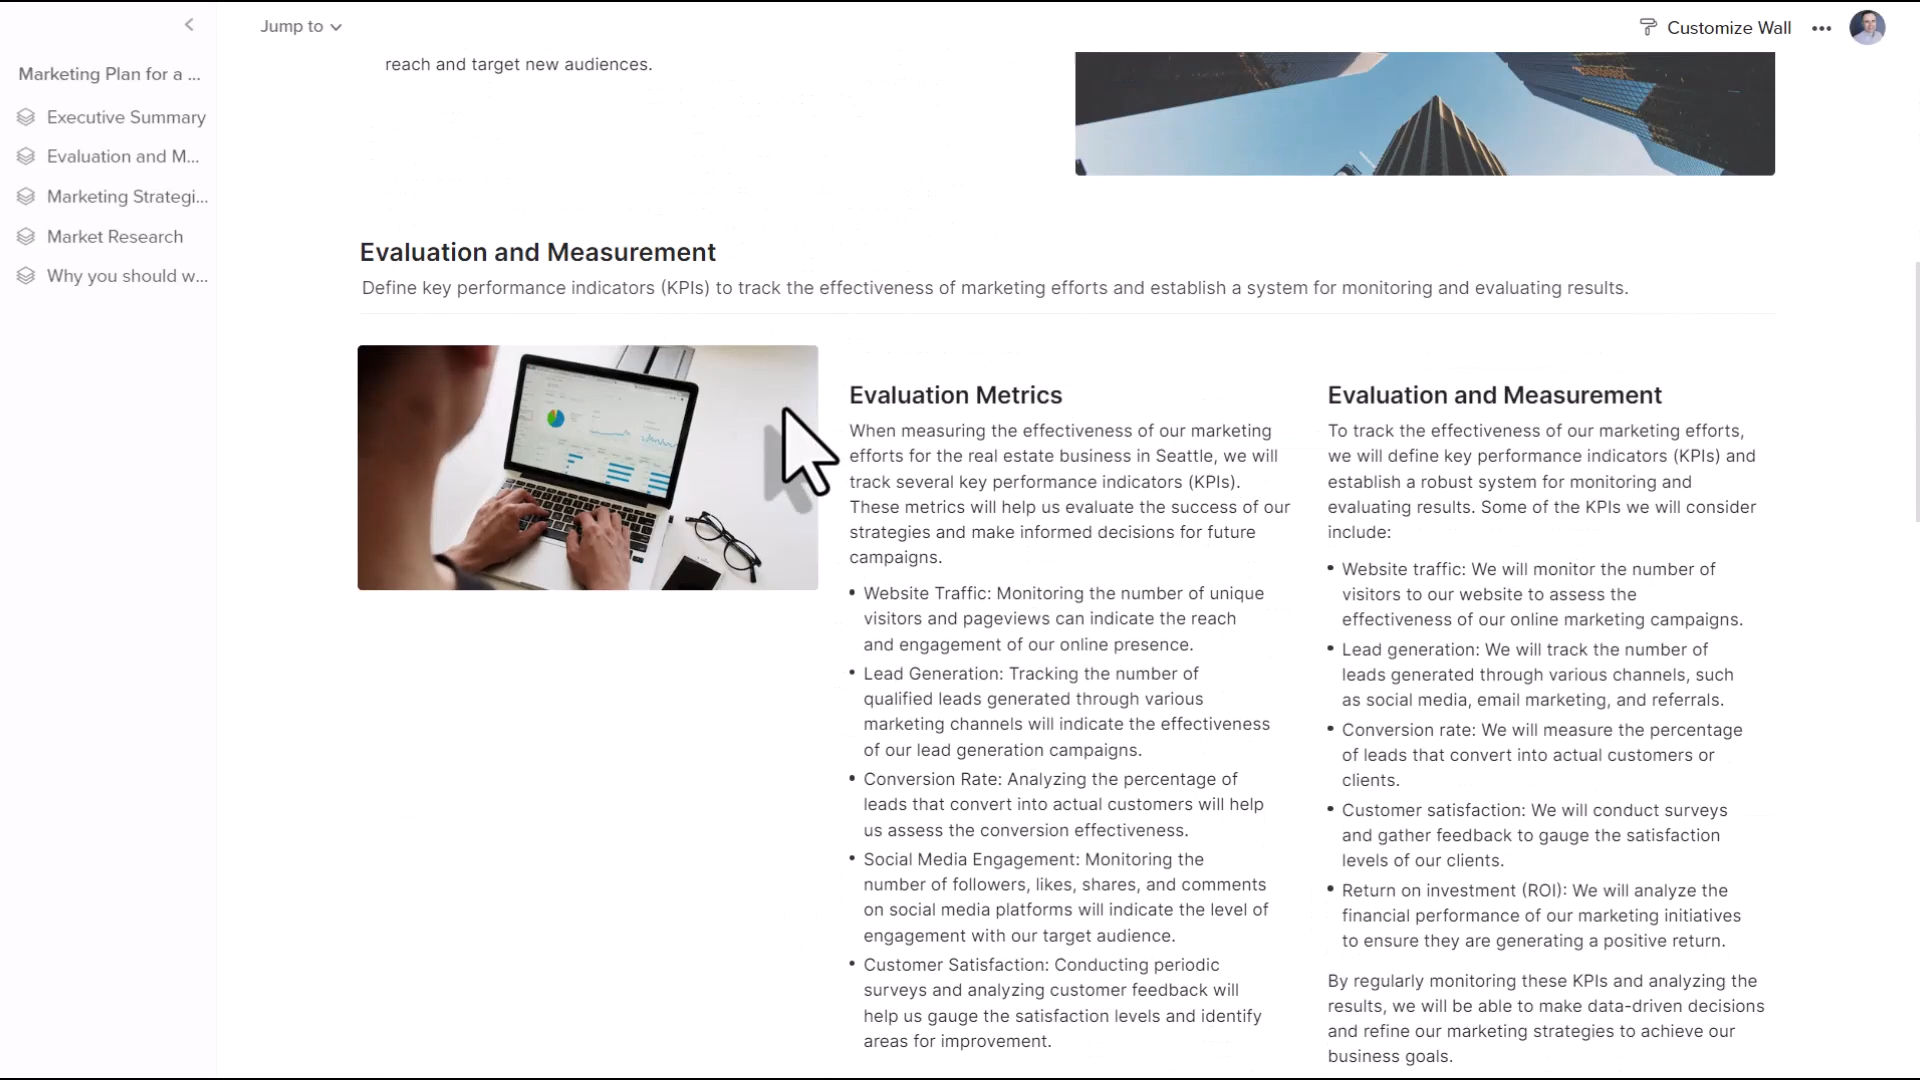 Jump to
Customize Wall
Marketing Plan for a ...
Executive Summary
Evaluation and M...
Marketing Strategi...
Market Research
Why you should w...
reach and target new audiences.
Evaluation and Measurement
Define key performance indicators (KPIs) to track the effectiveness of marketing efforts and establish a system for monitoring and evaluating results.
Evaluation Metrics
When measuring the effectiveness of our marketing
efforts for the real estate business in Seattle, we will
track several key performance indicators (KPIs).
These metrics will help us evaluate the success of our
strategies and make informed decisions for future
campaigns.
• Website Traffic: Monitoring the number of unique
visitors and pageviews can indicate the reach
and engagement of our online presence.
• Lead Generation: Tracking the number of
qualified leads generated through various
marketing channels will indicate the effectiveness
of our lead generation campaigns.
• Conversion Rate: Analyzing the percentage of
leads that convert into actual customers will help
us assess the conversion effectiveness.
• Social Media Engagement: Monitoring the
number of followers, likes, shares, and comments
on social media platforms will indicate the level of
engagement with our target audience.
• Customer Satisfaction: Conducting periodic
surveys and analyzing customer feedback will
help us gauge the satisfaction levels and identify
areas for improvement.
Evaluation and Measurement
To track the effectiveness of our marketing efforts,
we will define key performance indicators (KPIs) and
establish a robust system for monitoring and
evaluating results. Some of the KPIs we will consider
include:
• Website traffic: We will monitor the number of
visitors to our website to assess the
effectiveness of our online marketing campaigns.
• Lead generation: We will track the number of
leads generated through various channels, such
as social media, email marketing, and referrals.
• Conversion rate: We will measure the percentage
of leads that convert into actual customers or
clients.
• Customer satisfaction: We will conduct surveys
and gather feedback to gauge the satisfaction
levels of our clients.
• Return on investment (ROI): We will analyze the
financial performance of our marketing initiatives
to ensure they are generating a positive return.
By regularly monitoring these KPIs and analyzing the
results, we will be able to make data-driven decisions
and refine our marketing strategies to achieve our
business goals.